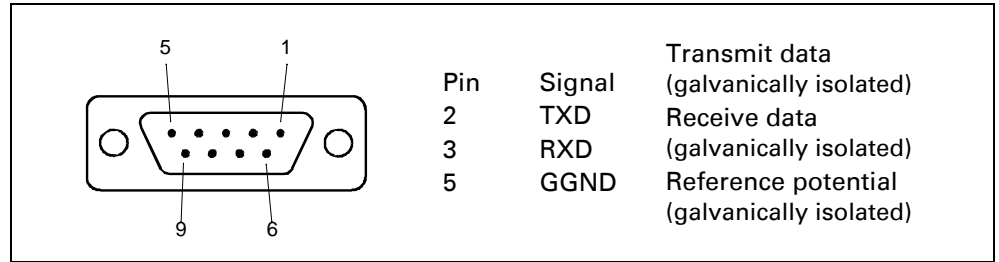 5 1
9 6
Transmit data
Pin Signal (galvanically isolated)
2 TXD Receive data
3 RXD (galvanically isolated)
5 GGND Reference potential
(galvanically isolated)